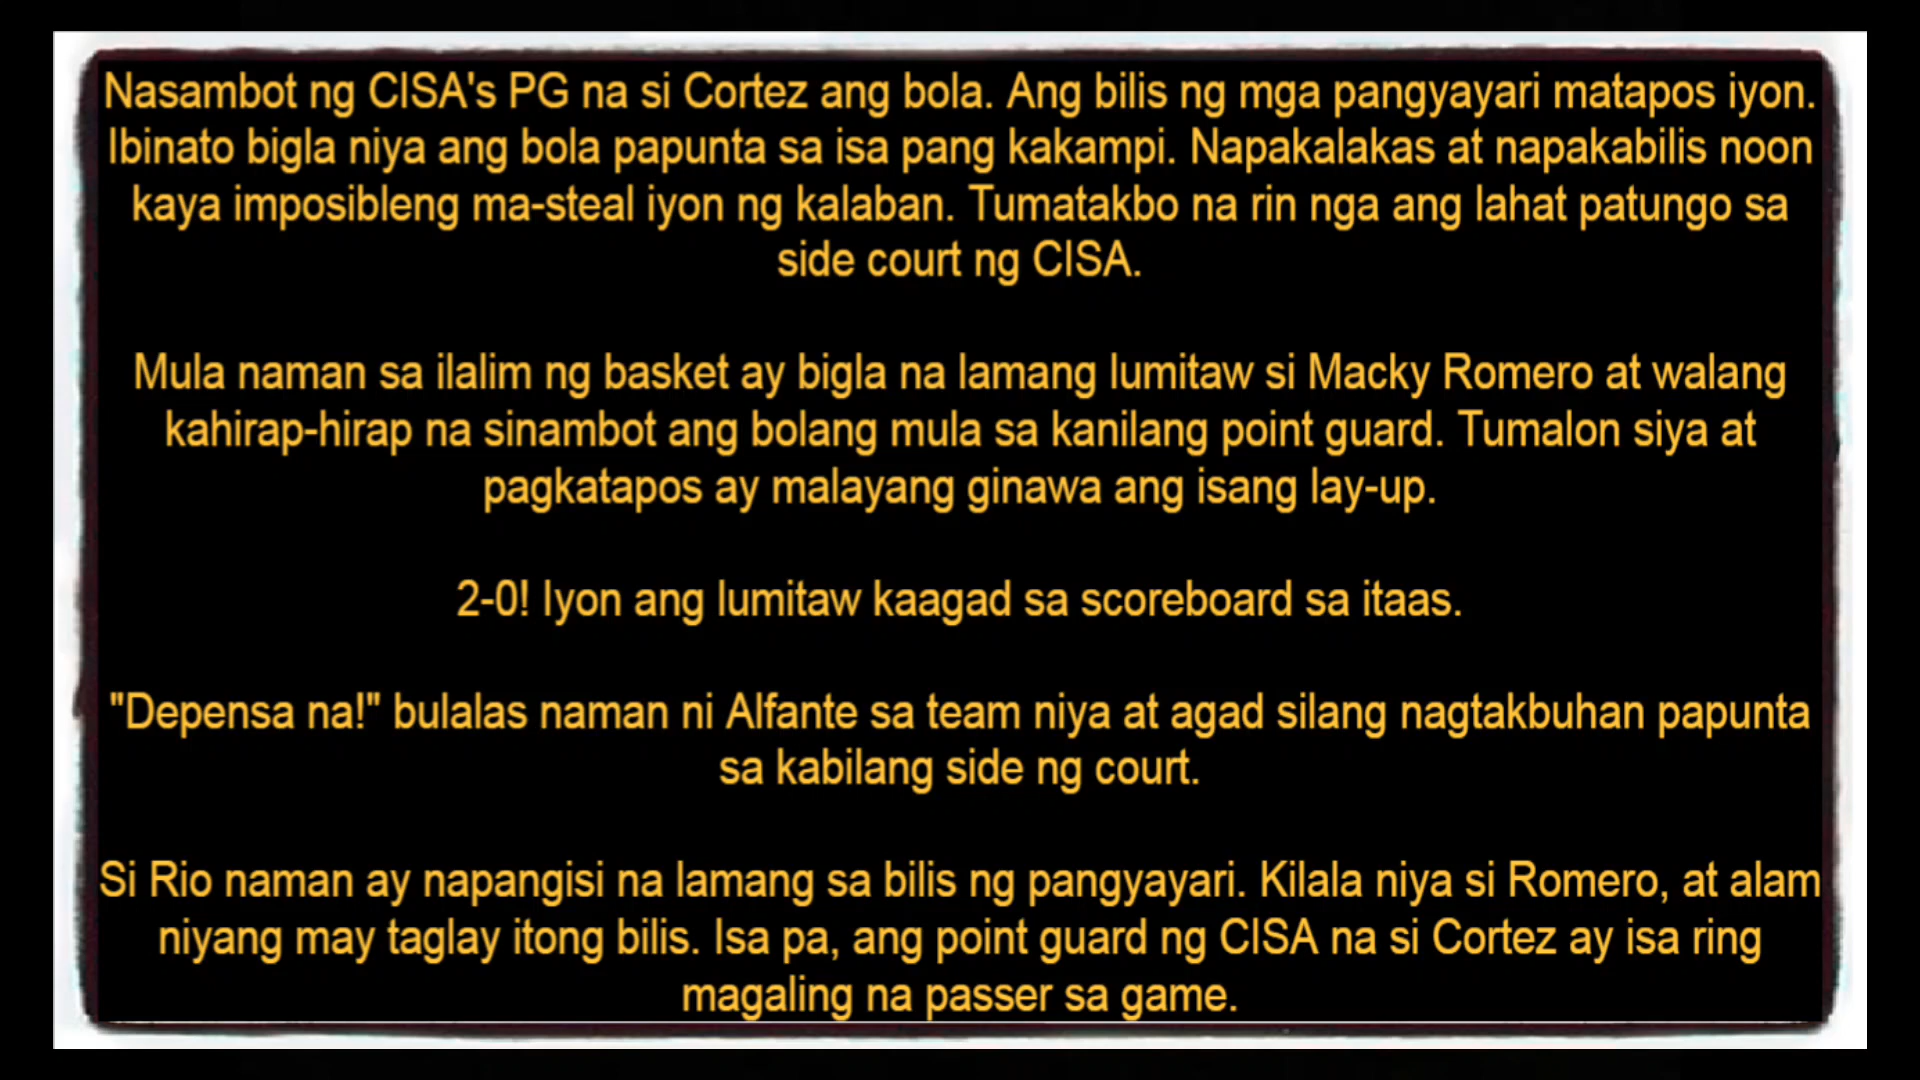 Nasambot ng CISA's PG na si Cortez ang bola. Ang bilis ng mga pangyayari matapos iyon.
Ibinato bigla niya ang bola papunta sa isa pang kakampi. Napakalakas at napakabilis noon
kaya imposibleng ma-steal iyon ng kalaban. Tumatakbo na rin nga ang lahat patungo sa
side court ng CISA.
Mula naman sa ilalim ng basket ay bigla na lamang lumitaw si Macky Romero at walang
kahirap-hirap na sinambot ang bolang mula sa kanilang point guard. Tumalon siya at
pagkatapos ay malayang ginawa ang isang lay-up.
2-0! Iyon ang lumitaw kaagad sa scoreboard sa itaas.
"Depensa na!" bulalas naman ni Alfante sa team niya at agad silang nagtakbuhan papunta
sa kabilang side ng court.
Si Rio naman ay napangisi na lamang sa bilis ng pangyayari. Kilala niya si Romero, at alam
niyang may taglay itong bilis. Isa pa, ang point guard ng CISA na si Cortez ay isa ring
magaling na passer sa game.